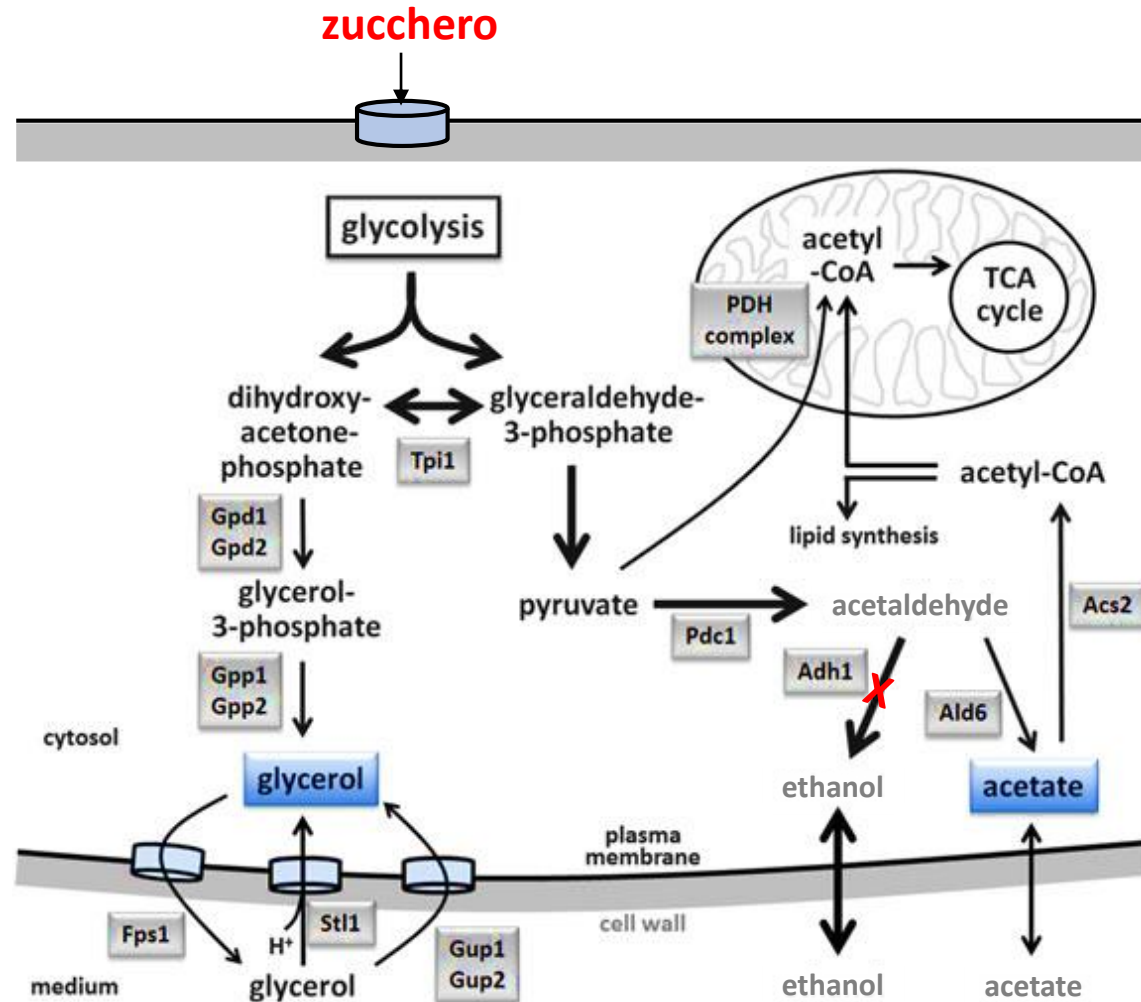 zucchero
glycolysis
acetyl
-CoA
TCA
cycle
PDH
complex
dihydroxy-
acetone-
phosphate
glyceraldehyde-
3-phosphate
Tpi1
acetyl-CoA
Gpd1
Gpd2
lipid synthesis
glycerol-
3-phosphate
pyruvate
acetaldehyde
Acs2
Pdc1
Gpp1
Gpp2
Adh1
X
Ald6
cytosol
glycerol
ethanol
acetate
plasma
membrane
cell wall
Fps1
H+
Stl1
Gup1
Gup2
medium
glycerol
ethanol
acetate